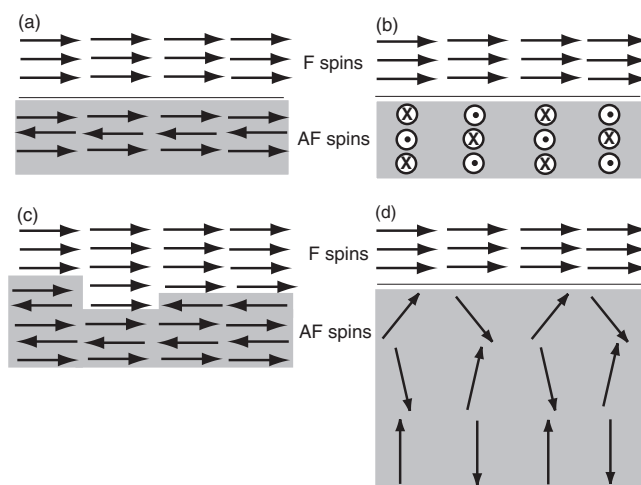 (a)
F spins
AF spins
(b)
X X
X X
X X
(c)
F spins
AF spins
(d)